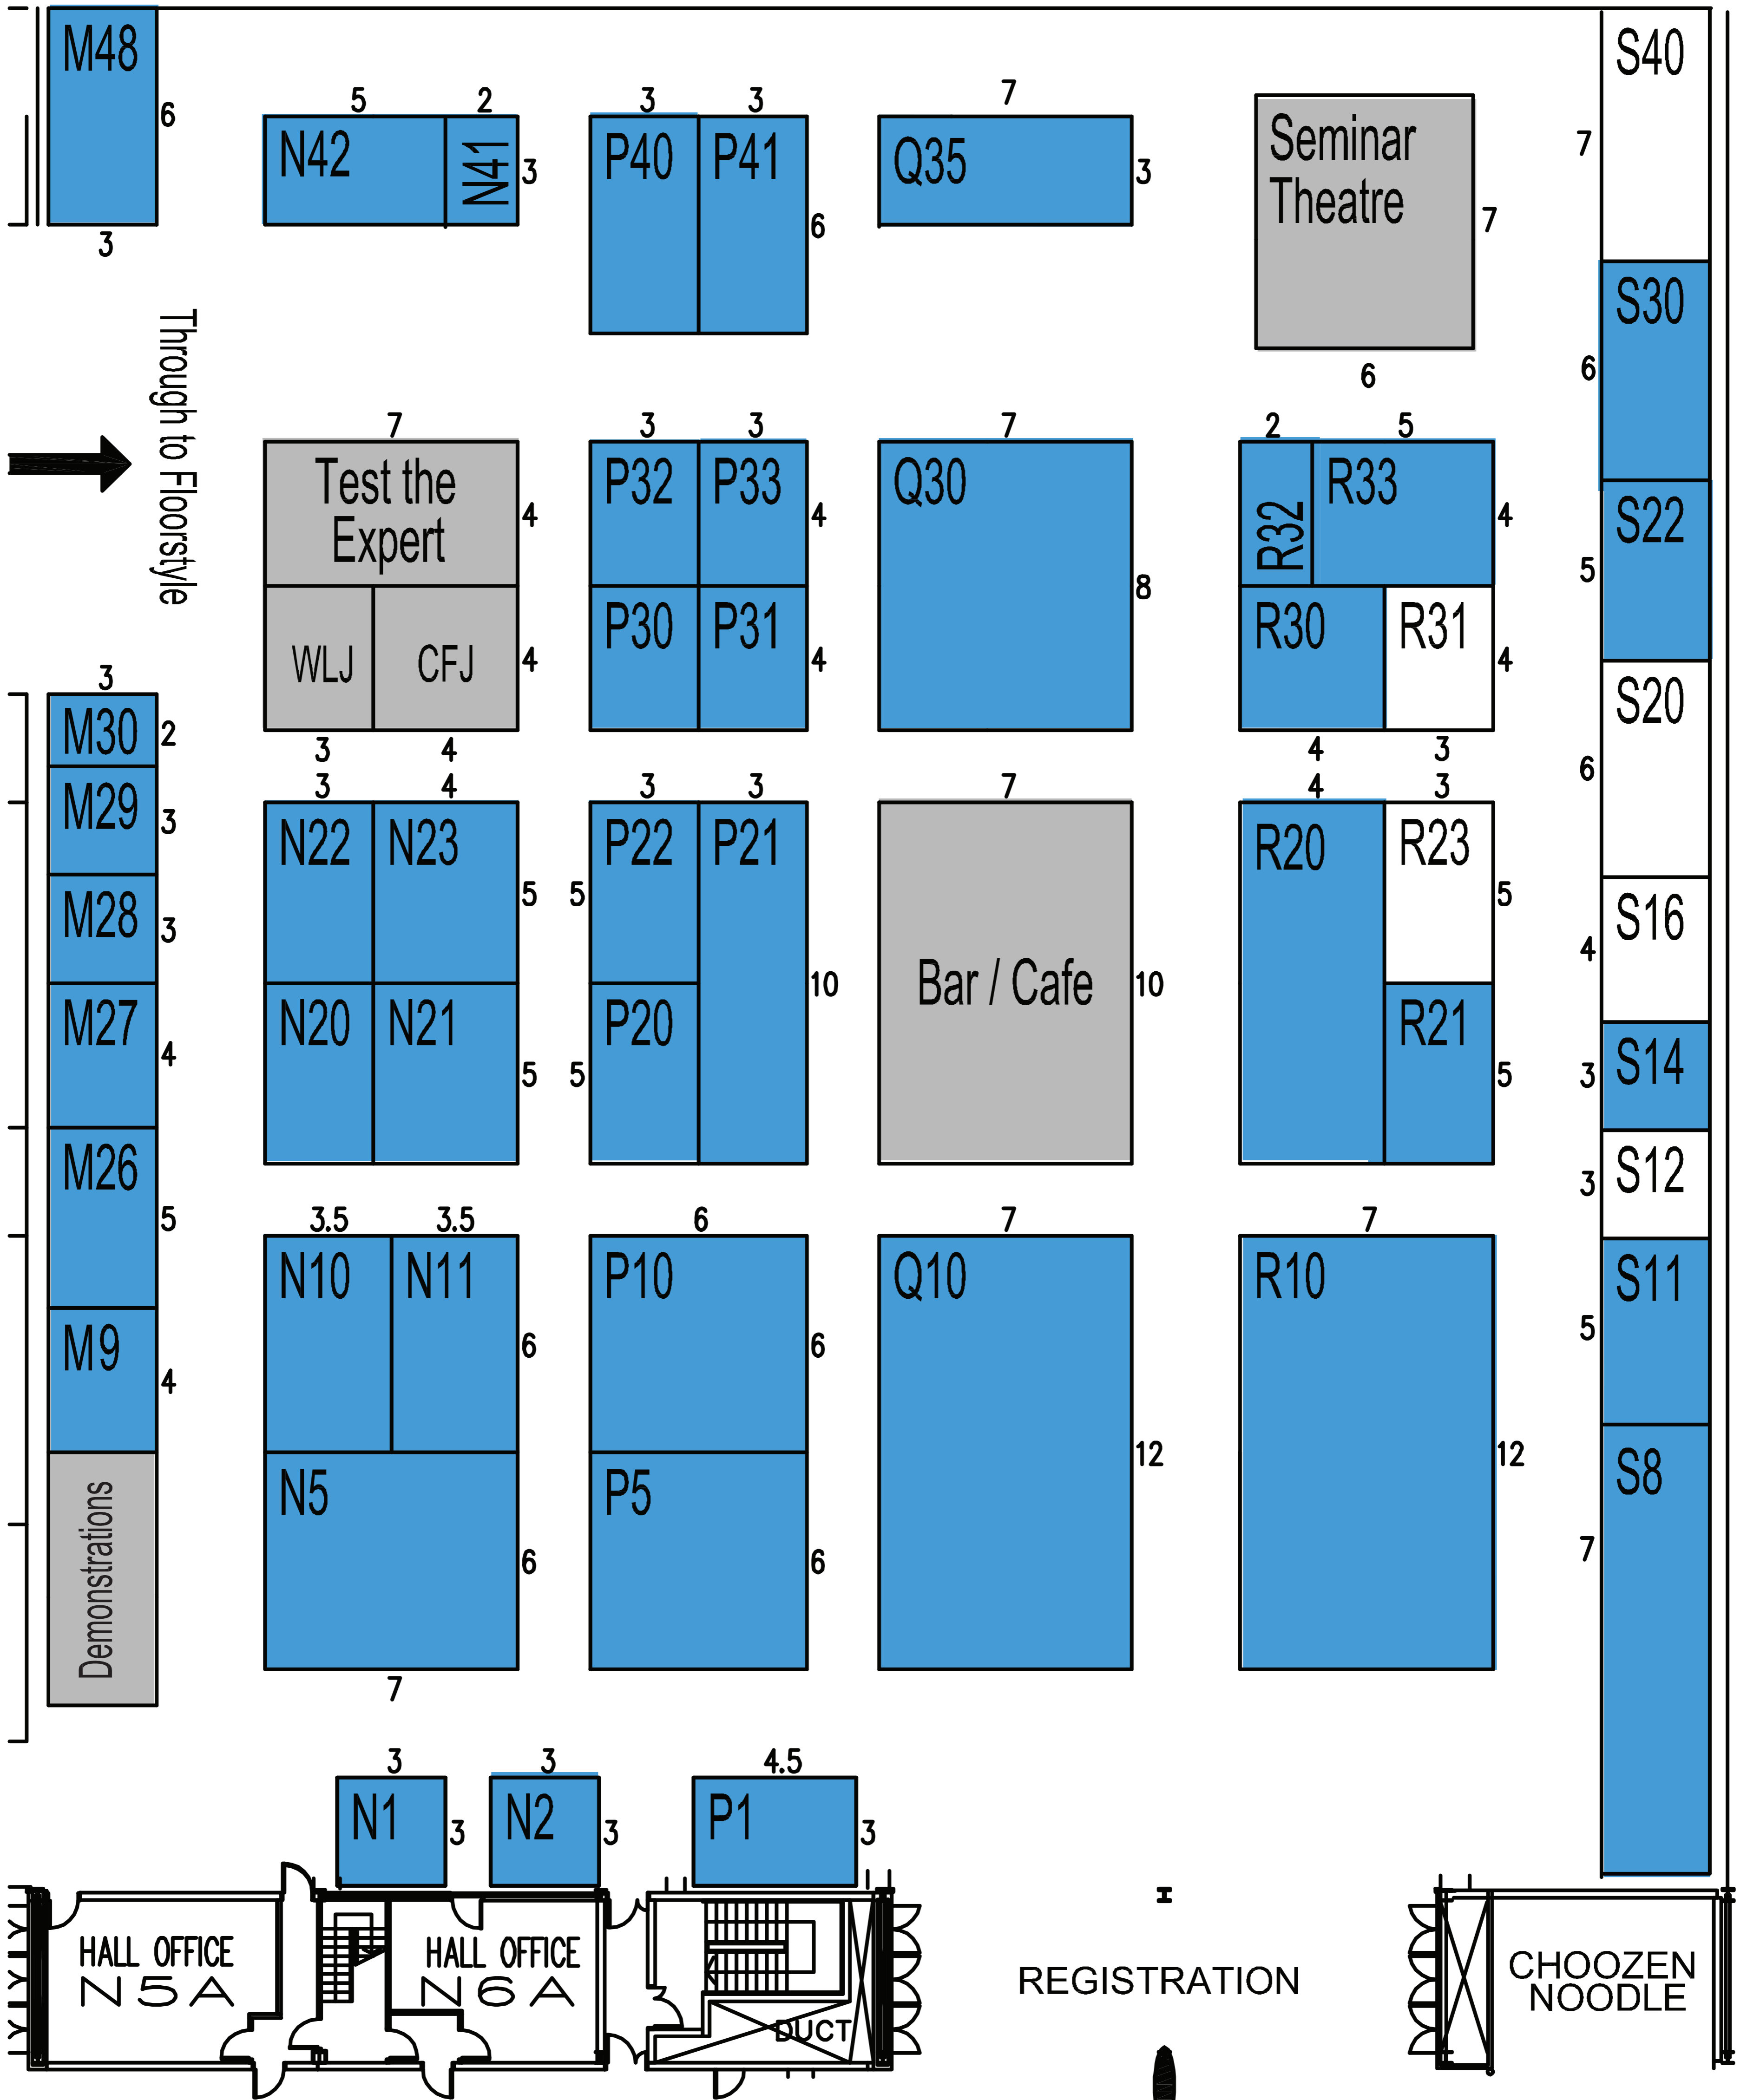 M48
6
3
5
2
N42
N41
3
3
3
P40
P41
6
7
Q35
3
Seminar
Theatre
7
6
S40
7
S30
6
S22
5
S20
6
S16
4
S14
3
S12
3
S11
5
S8
7
Through to Floorstyle
7
Test the
Expert
4
WLJ
CFJ
4
3
4
3
3
P32
P33
4
P30
P31
4
7
Q30
8
2
5
R32
R33
4
R30
R31
4
4
3
3
M30
2
M29
3
M28
3
M27
4
M26
5
M9
4
Demonstrations
3
4
N22
N23
5
N20
N21
5
3
3
P22
P21
5
P20
5
10
7
Bar / Cafe
10
4
3
R20
R23
5
R21
5
3.5
3.5
N10
N11
6
N5
6
7
6
P10
6
P5
6
7
Q10
12
7
R10
12
3
N1
3
3
N2
3
4.5
P1
3
HALL OFFICE
N5A
HALL OFFICE
N6A
DUCT
REGISTRATION
CHOOZEN
NOODLE